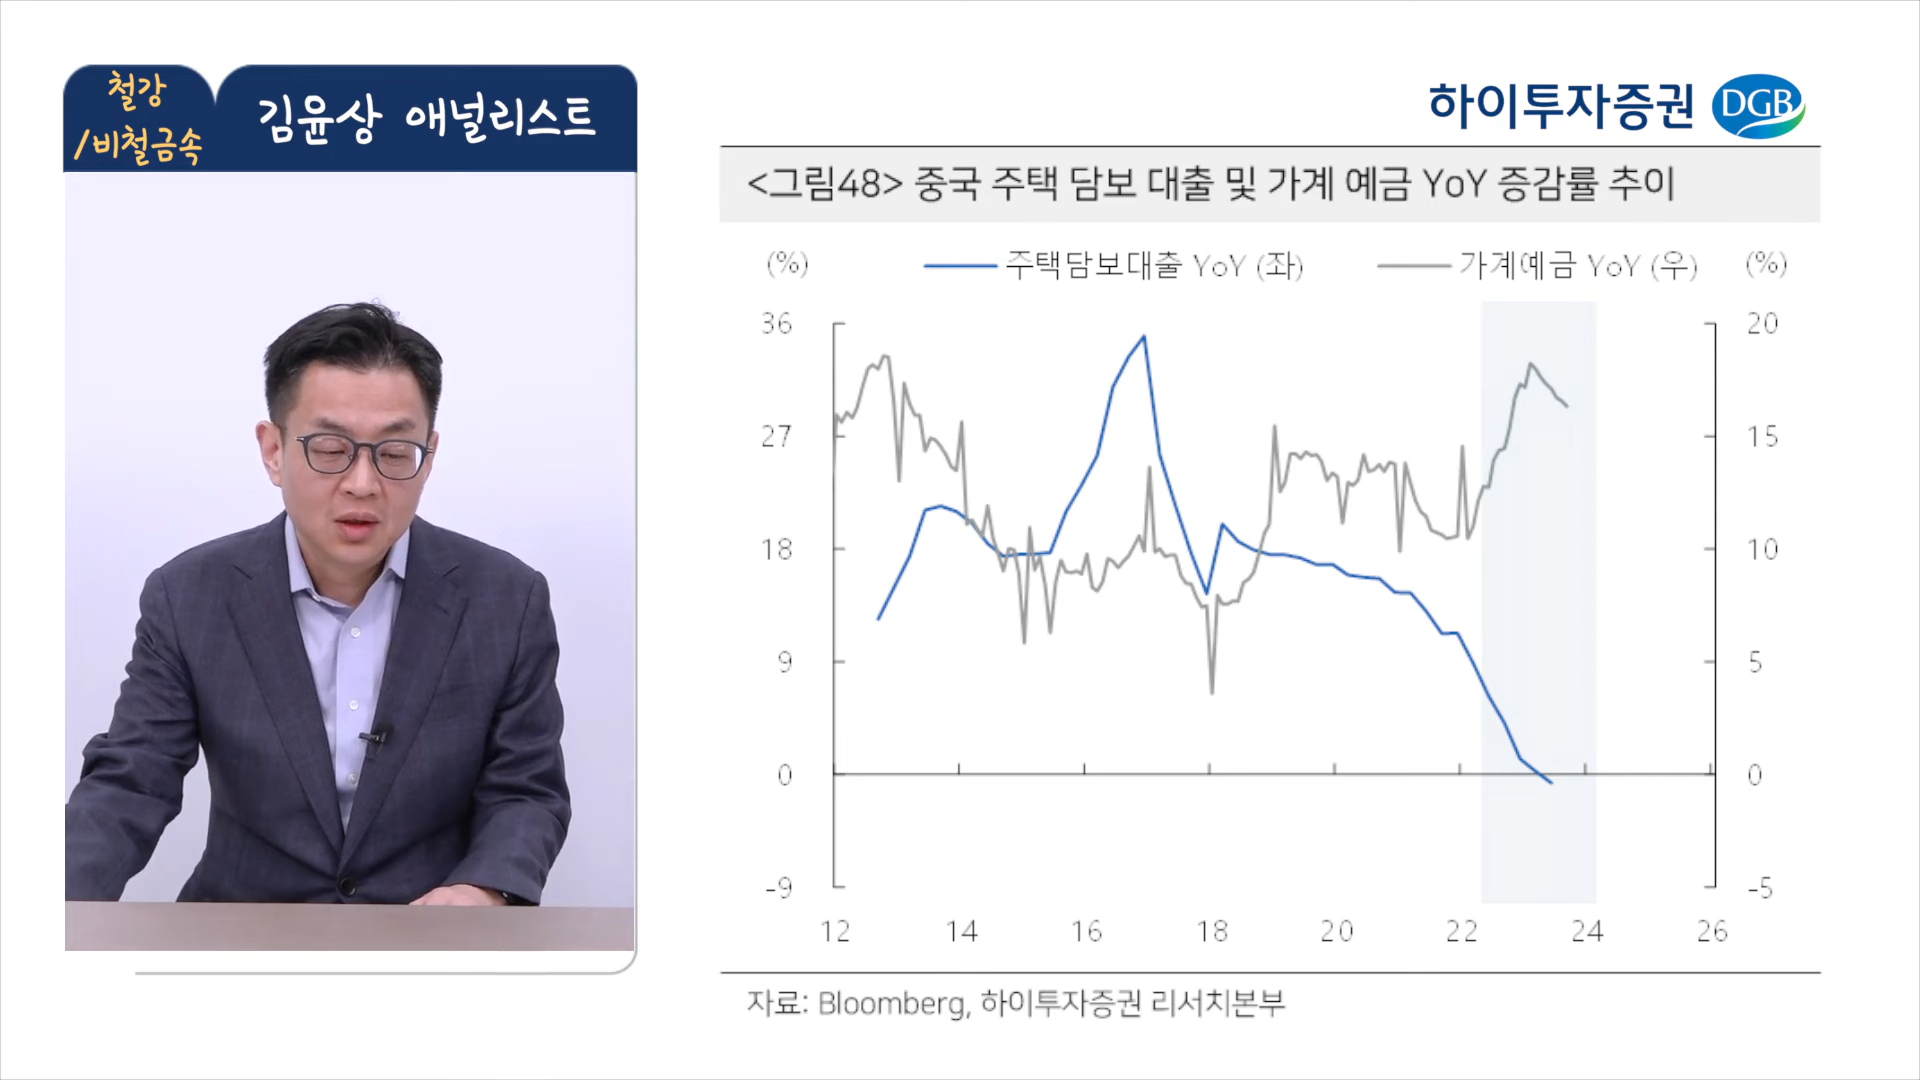 철강
/비철금속
김윤상 애널리스트
하이투자증권 DGB
<그림48> 중국 주택 담보 대출 및 가계 예금 YoY 증감률 추이
(%) 주택담보대출 YoY (좌) 가계예금 YoY (우) (%)
36 20
27 15
18 10
9 5
0 0
-9 -5
12 14 16 18 20 22 24 26
자료: Bloomberg, 하이투자증권 리서치본부